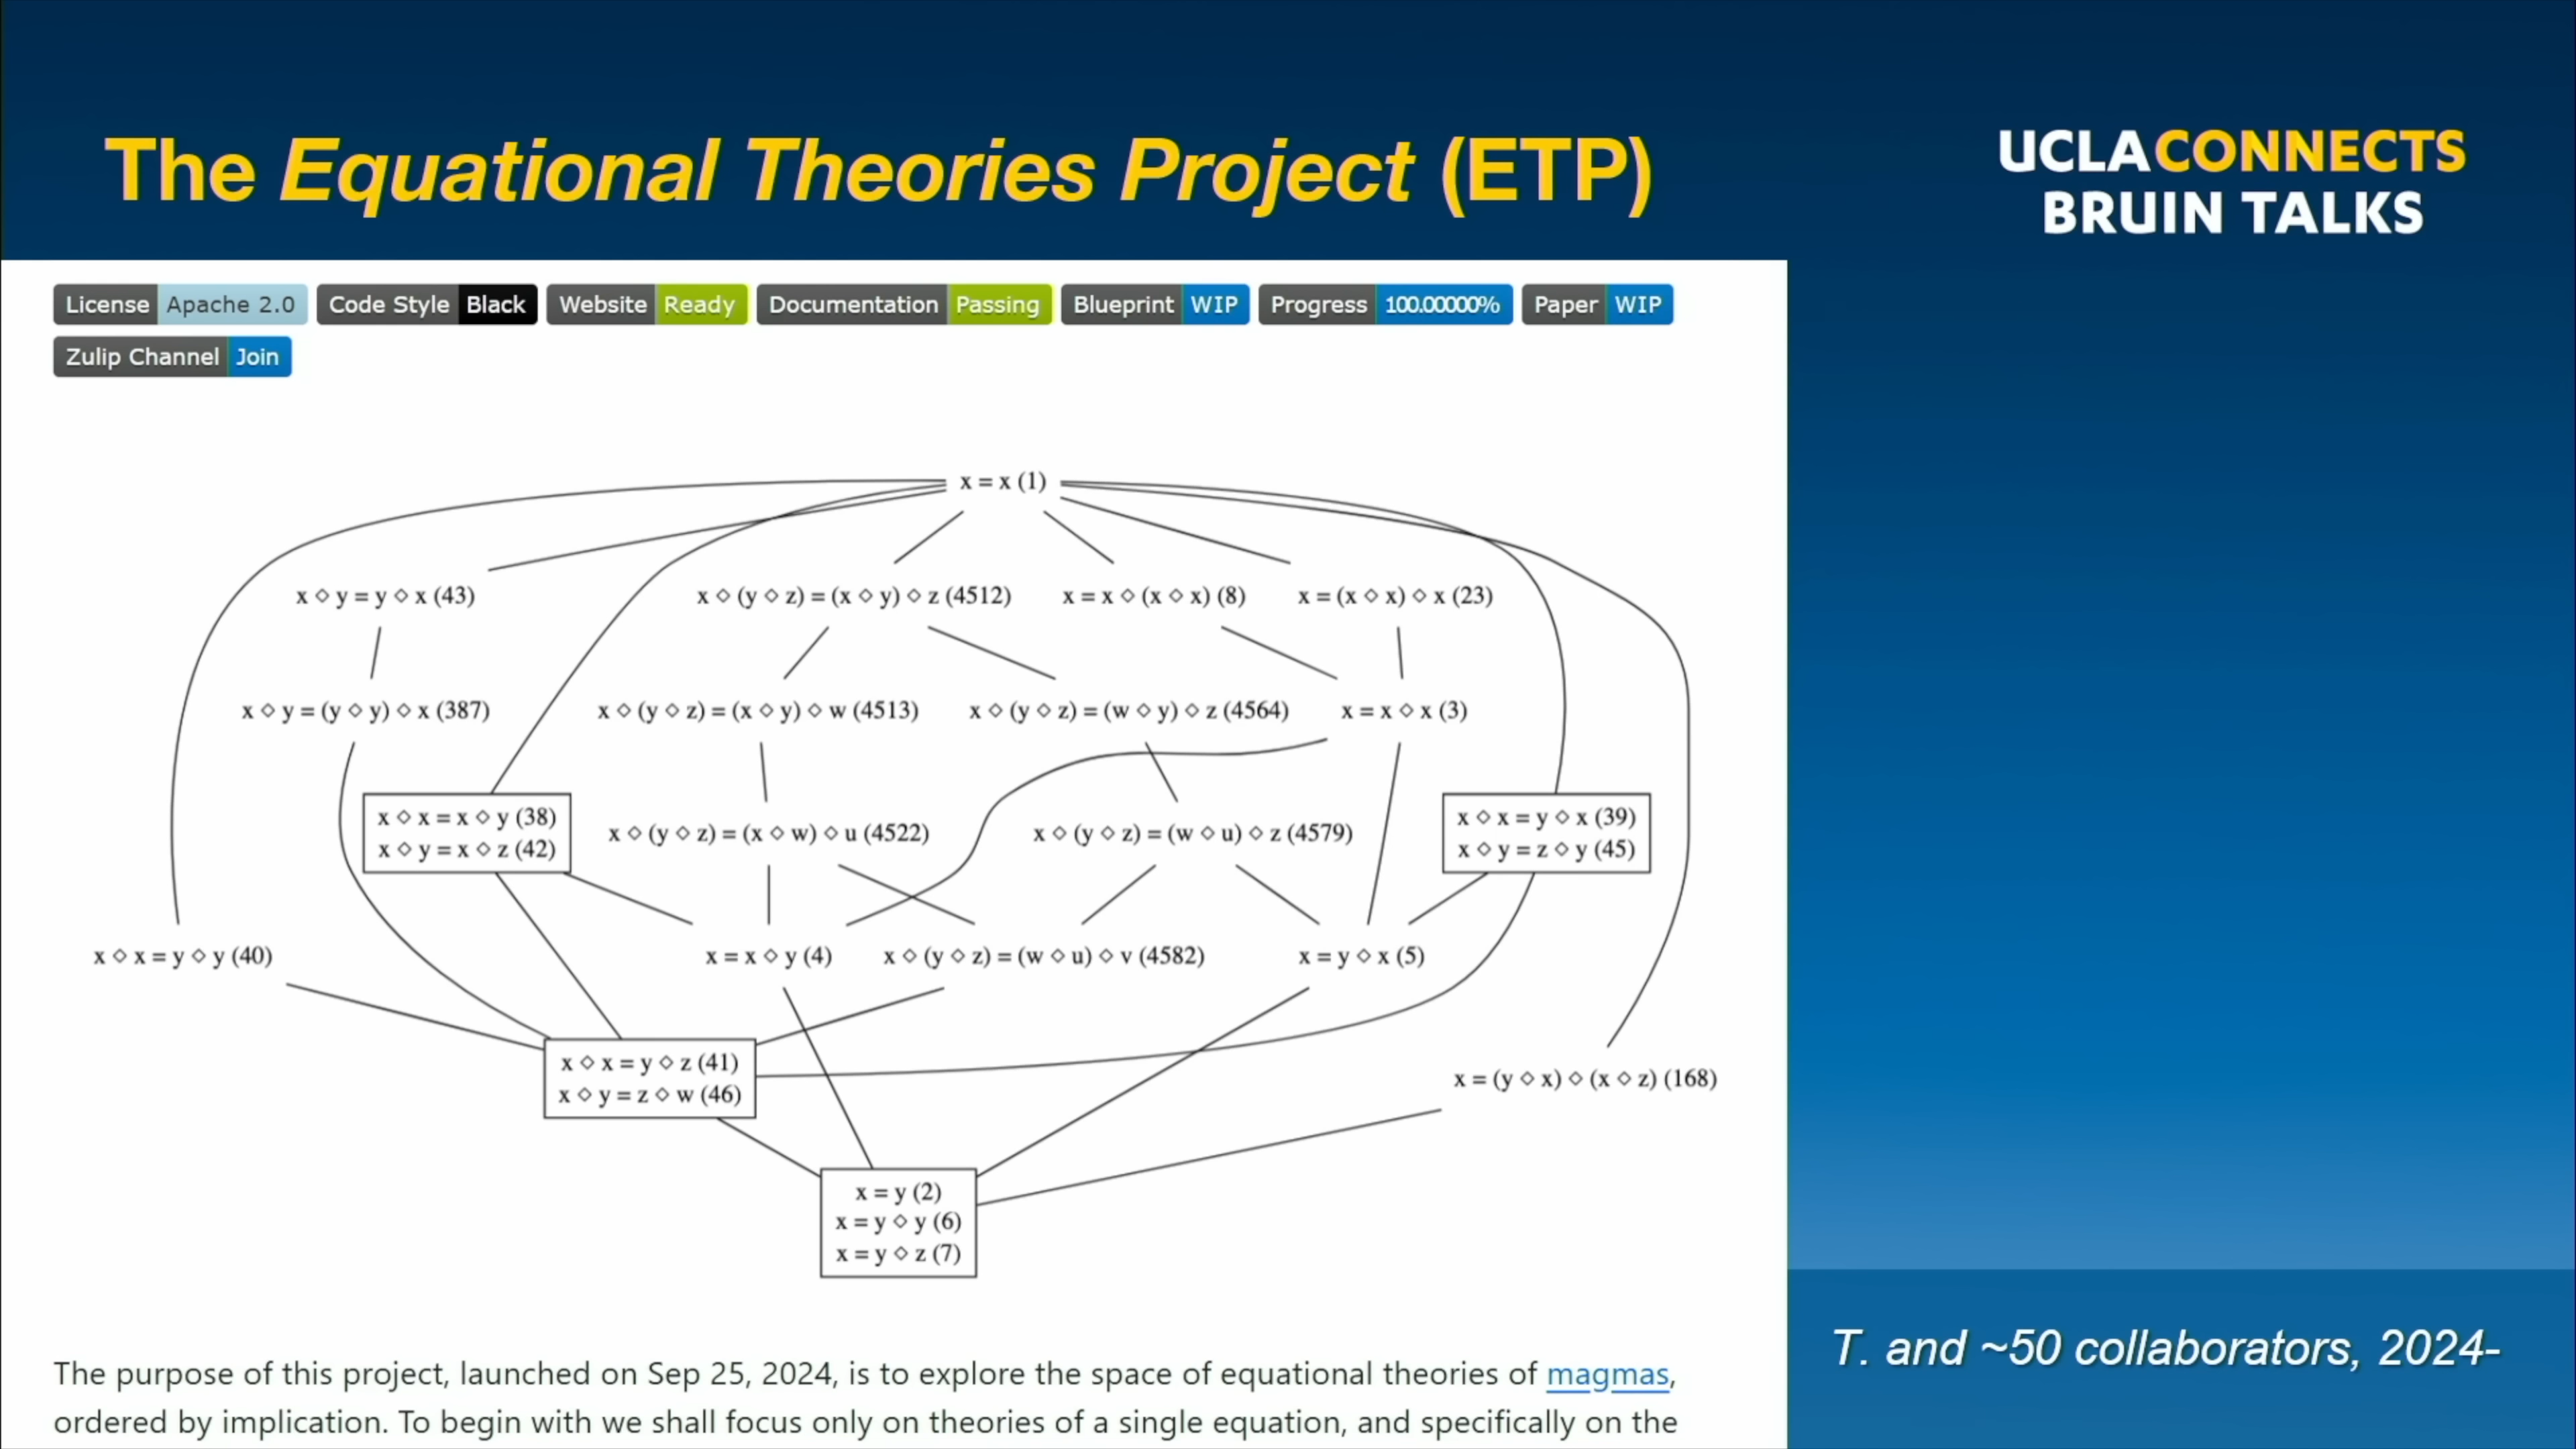 The Equational Theories Project (ETP)
UCLACONNECTS
BRUIN TALKS
License Apache 2.0 Code Style Black Website Ready Documentation Passing Blueprint WIP Progress 100.00000% Paper WIP
Zulip Channel Join
x = x (1)
x ◇ y = y ◇ x (43)
x ◇ (y ◇ z) = (x ◇ y) ◇ z (4512)
x = x ◇ (x ◇ x) (8)
x = (x ◇ x) ◇ x (23)
x ◇ y = (y ◇ y) ◇ x (387)
x ◇ (y ◇ z) = (x ◇ y) ◇ w (4513)
x ◇ (y ◇ z) = (w ◇ y) ◇ z (4564)
x = x ◇ x (3)
x ◇ x = x ◇ y (38)
x ◇ y = x ◇ z (42)
x ◇ (y ◇ z) = (x ◇ w) ◇ u (4522)
x ◇ (y ◇ z) = (w ◇ u) ◇ z (4579)
x ◇ x = y ◇ x (39)
x ◇ y = z ◇ y (45)
x ◇ x = y ◇ y (40)
x = x ◇ y (4)
x ◇ (y ◇ z) = (w ◇ u) ◇ v (4582)
x = y ◇ x (5)
x ◇ x = y ◇ z (41)
x ◇ y = z ◇ w (46)
x = (y ◇ x) ◇ (x ◇ z) (168)
x = y (2)
x = y ◇ y (6)
x = y ◇ z (7)
The purpose of this project, launched on Sep 25, 2024, is to explore the space of equational theories of magmas,
ordered by implication. To begin with we shall focus only on theories of a single equation, and specifically on the
T. and ~50 collaborators, 2024-